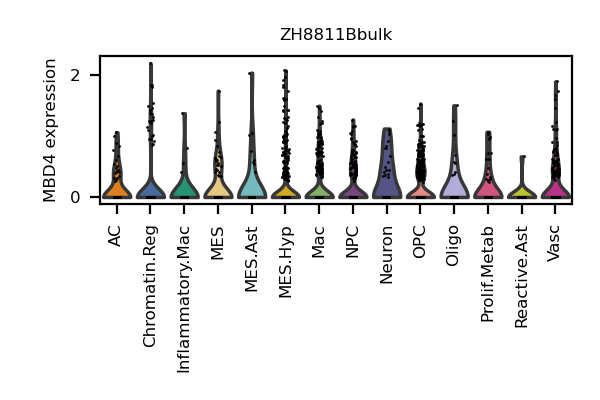 ZH8811Bbulk
MBD4 expression
2
0
AC
Chromatin.Reg
Inflammatory.Mac
MES
MES.Ast
MES.Hyp
Mac
NPC
Neuron
OPC
Oligo
Prolif.Metab
Reactive.Ast
Vasc